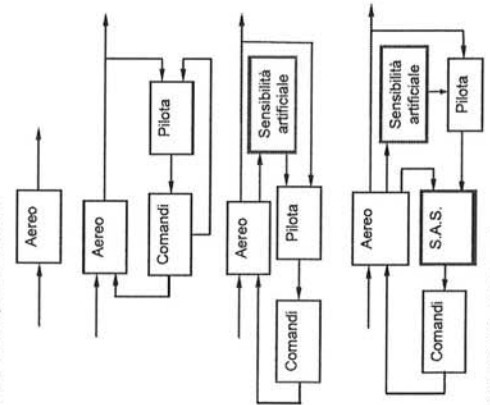 Aereo
Aereo
Comandi
Pilota
Aereo
Sensibilità
artificiale
Pilota
Comandi
Aereo
Sensibilità
artificiale
Comandi
S.A.S.
Pilota